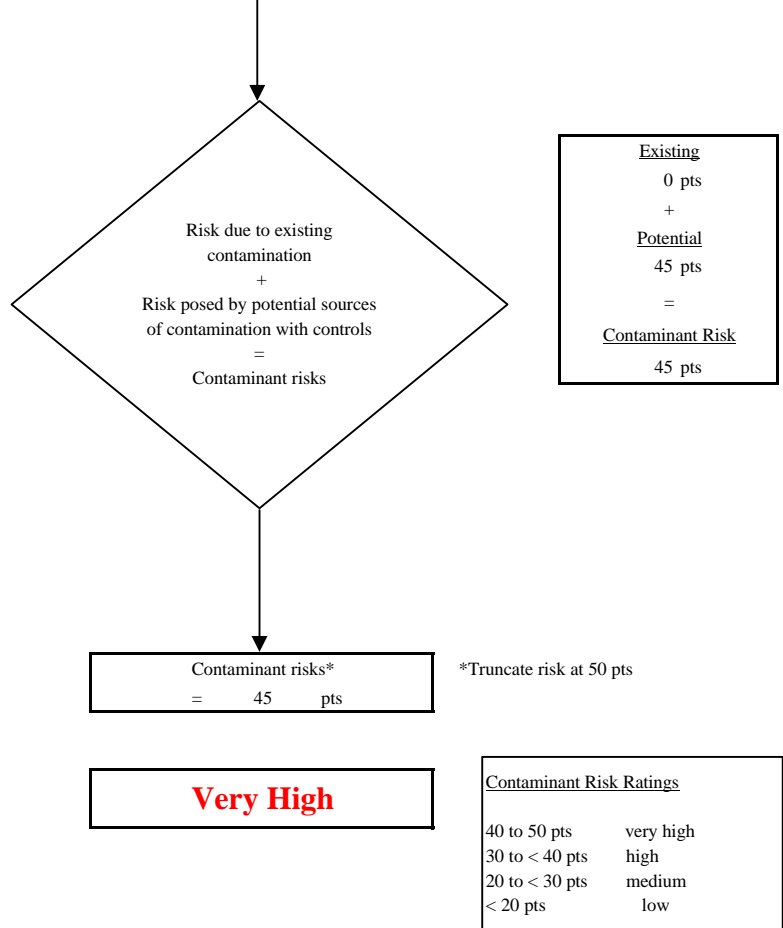 Risk due to existing
contamination
+
Risk posed by potential sources
of contamination with controls
=
Contaminant risks
Existing
0 pts
+
Potential
45 pts
=
Contaminant Risk
45 pts
Contaminant risks*
= 45 pts
*Truncate risk at 50 pts
Very High
Contaminant Risk Ratings
40 to 50 pts very high
30 to < 40 pts high
20 to < 30 pts medium
< 20 pts low